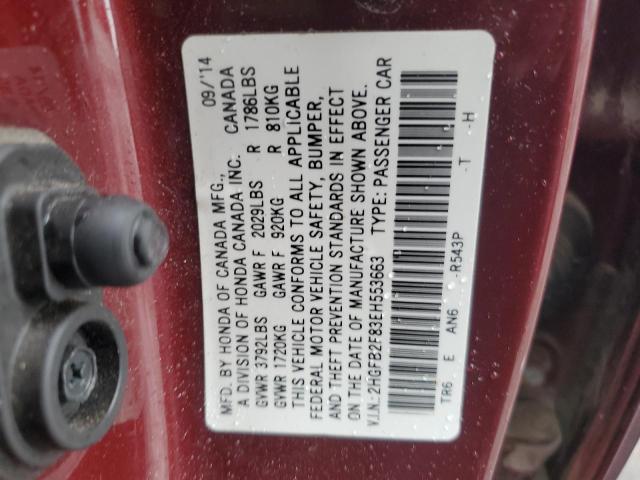 MFD. BY HONDA OF CANADA MFG., 09/'14
A DIVISION OF HONDA CANADA INC. CANADA
GVWR 3792LBS GAWR F 2029LBS R 1786LBS
GVWR 1720KG GAWR F 920KG R 810KG
THIS VEHICLE CONFORMS TO ALL APPLICABLE
FEDERAL MOTOR VEHICLE SAFETY, BUMPER,
AND THEFT PREVENTION STANDARDS IN EFFECT
ON THE DATE OF MANUFACTURE SHOWN ABOVE.
V.I.N.: 2HGFB2F83EH553663 TYPE: PASSENGER CAR
TR6 E AN6 -R543P -T -H